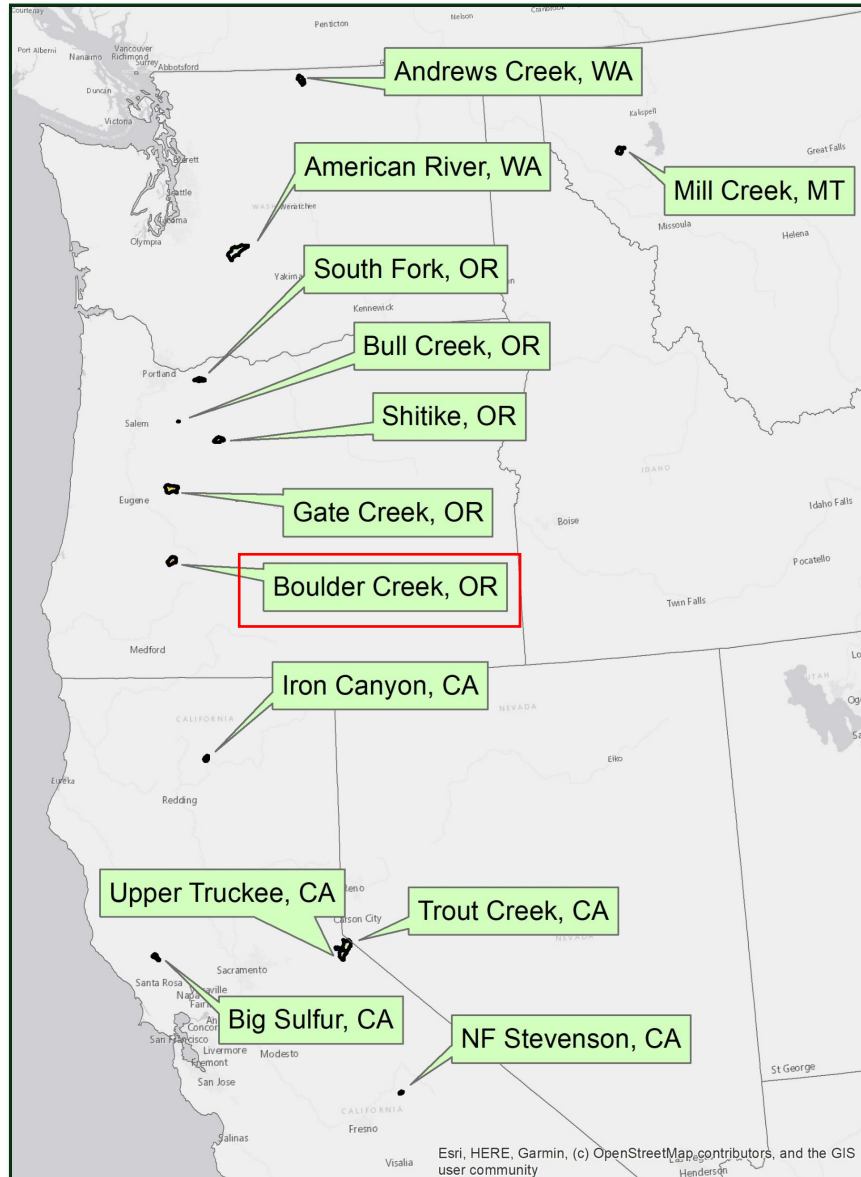 Courtenay
Penticton
Nelson
Cranbrook
Port Alberni
Nanaimo
Vancouver
Richmond
Surrey
Abbotsford
Duncan
Victoria
Andrews Creek, WA
Kalispell
Great Falls
Mill Creek, MT
Everett
Seattle
Tacoma
Olympia
American River, WA
Wenatchee
Missoula
Helena
Yakima
South Fork, OR
Kennewick
Portland
Bull Creek, OR
Salem
Shitike, OR
IDAHO
Eugene
Gate Creek, OR
Boise
Idaho Falls
Pocatello
Boulder Creek, OR
Twin Falls
Medford
Iron Canyon, CA
CALIFORNIA
NEVADA
UTAH
Elko
Eureka
Redding
Upper Truckee, CA
Reno
Carson City
Trout Creek, CA
NEVADA
Santa Rosa
Sacramento
Big Sulfur, CA
San Francisco
Livermore
Fremont
Modesto
San Jose
NF Stevenson, CA
St George
CALIFORNIA
Fresno
Salinas
Visalia
Esri, HERE, Garmin, (c) OpenStreetMap contributors, and the GIS
user community
Henderson